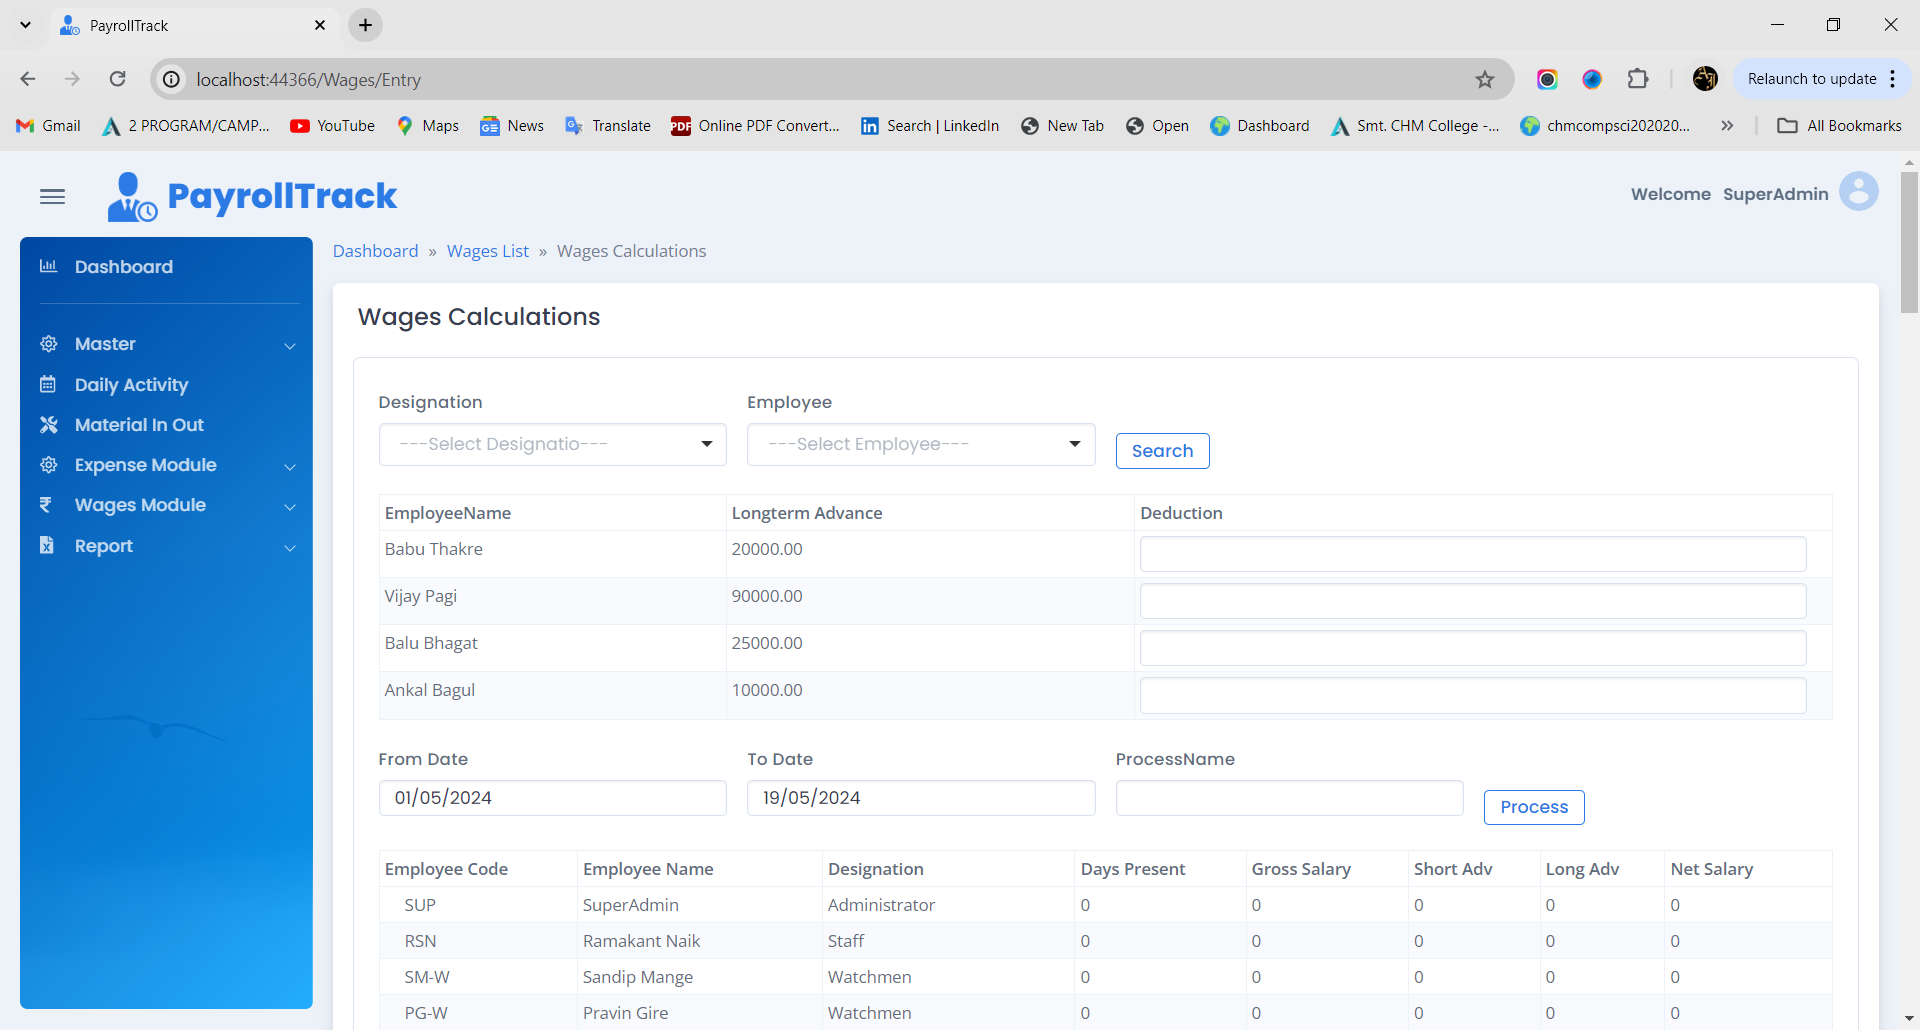 PayrollTrack
localhost:44366/Wages/Entry
Relaunch to update
Gmail 2 PROGRAM/CAMP... YouTube Maps News Translate PDF Online PDF Convert... Search | LinkedIn New Tab Open Dashboard Smt. CHM College -... chmcompsci202020... All Bookmarks
PayrollTrack
Welcome SuperAdmin
Dashboard
Master
Daily Activity
Material In Out
Expense Module
Wages Module
Report
Dashboard » Wages List » Wages Calculations
Wages Calculations
Designation Employee
---Select Designatio--- ---Select Employee--- Search
EmployeeName Longterm Advance Deduction
Babu Thakre 20000.00
Vijay Pagi 90000.00
Balu Bhagat 25000.00
Ankal Bagul 10000.00
From Date To Date ProcessName
01/05/2024 19/05/2024 Process
Employee Code Employee Name Designation Days Present Gross Salary Short Adv Long Adv Net Salary
SUP SuperAdmin Administrator 0 0 0 0 0
RSN Ramakant Naik Staff 0 0 0 0 0
SM-W Sandip Mange Watchmen 0 0 0 0 0
PG-W Pravin Gire Watchmen 0 0 0 0 0